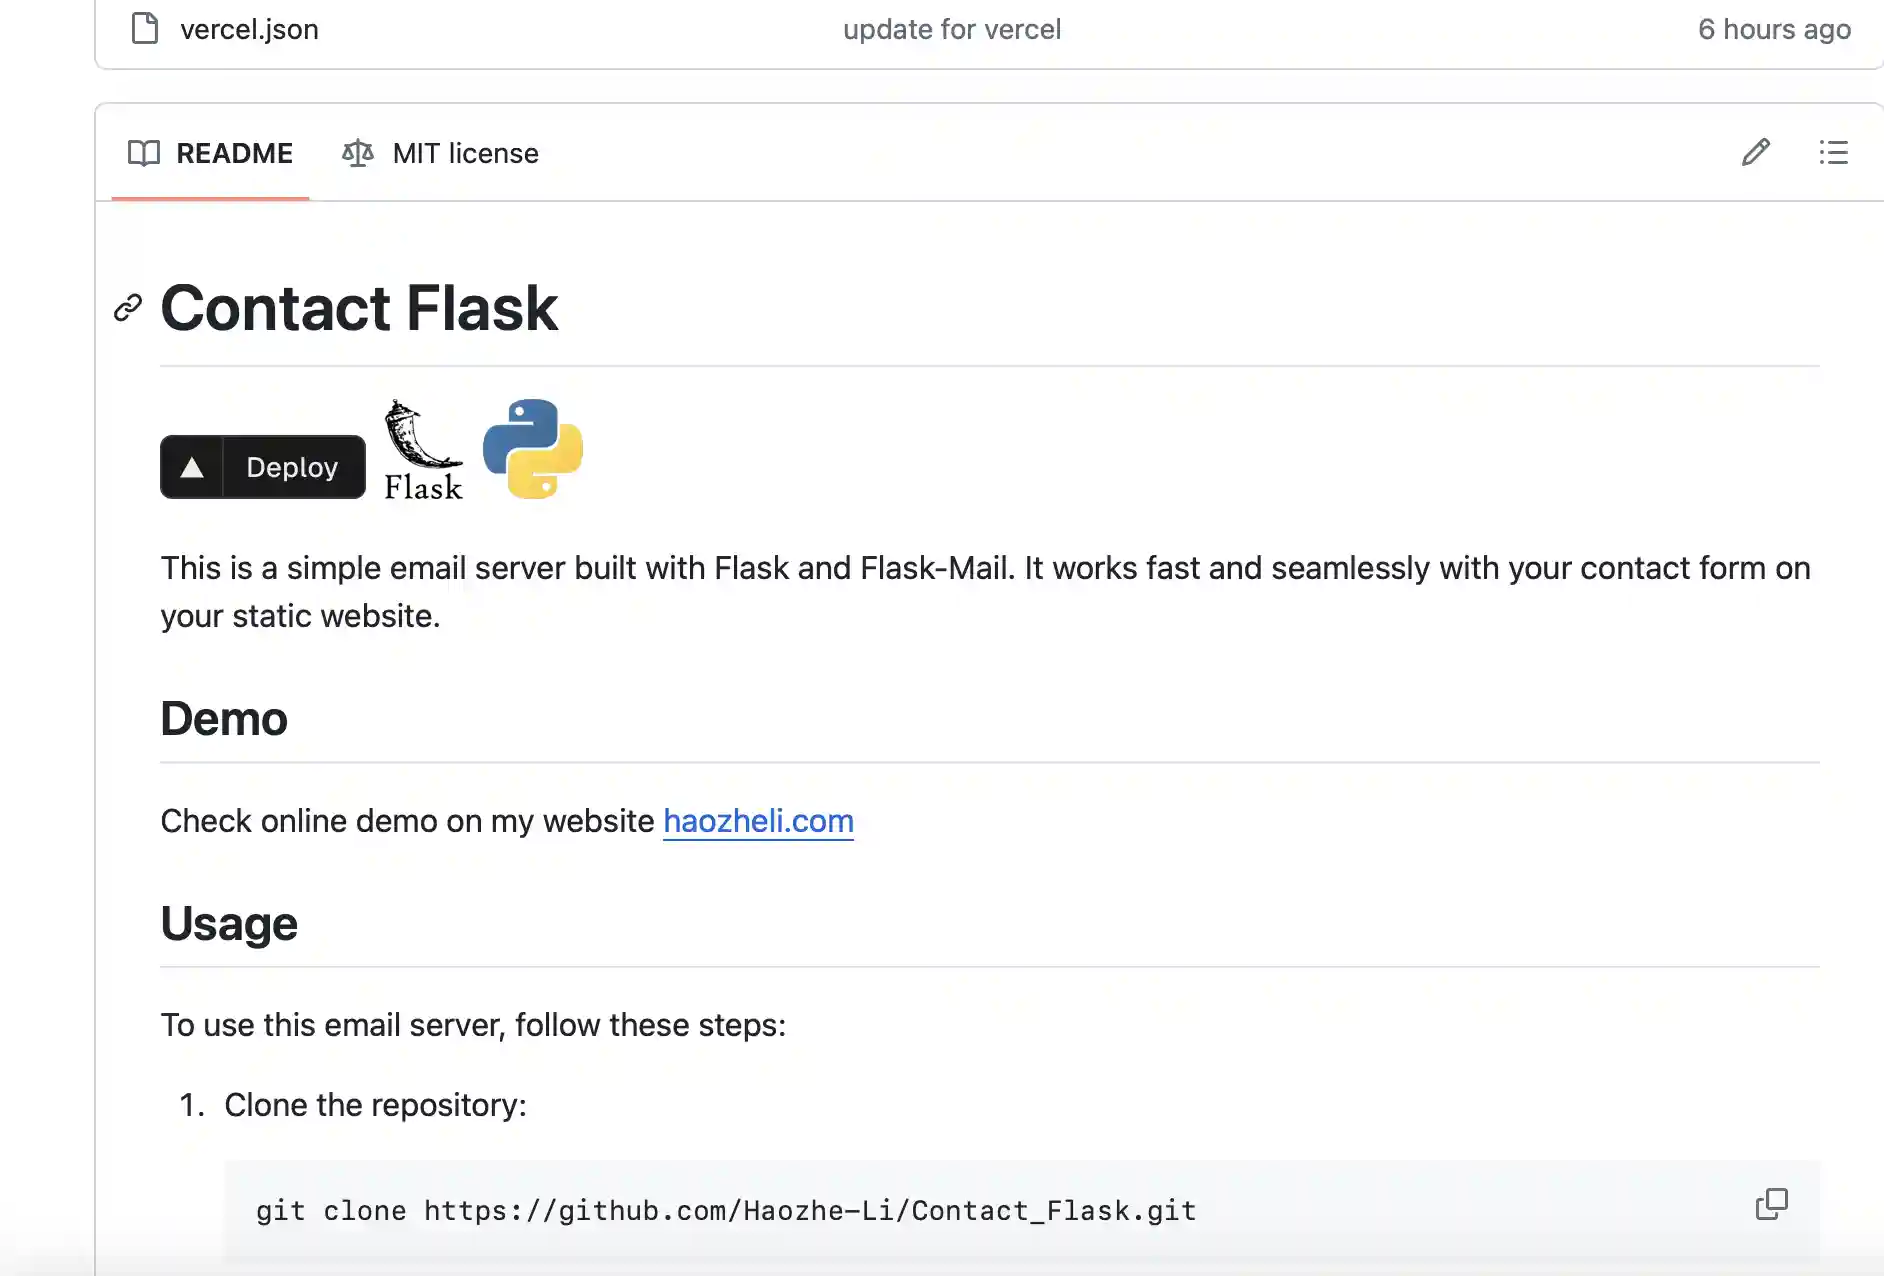 vercel.json update for vercel 6 hours ago
README MIT license
Contact Flask
Deploy Flask
This is a simple email server built with Flask and Flask-Mail. It works fast and seamlessly with your contact form on
your static website.
Demo
Check online demo on my website haozheli.com
Usage
To use this email server, follow these steps:
1. Clone the repository:
git clone https://github.com/Haozhe-Li/Contact_Flask.git